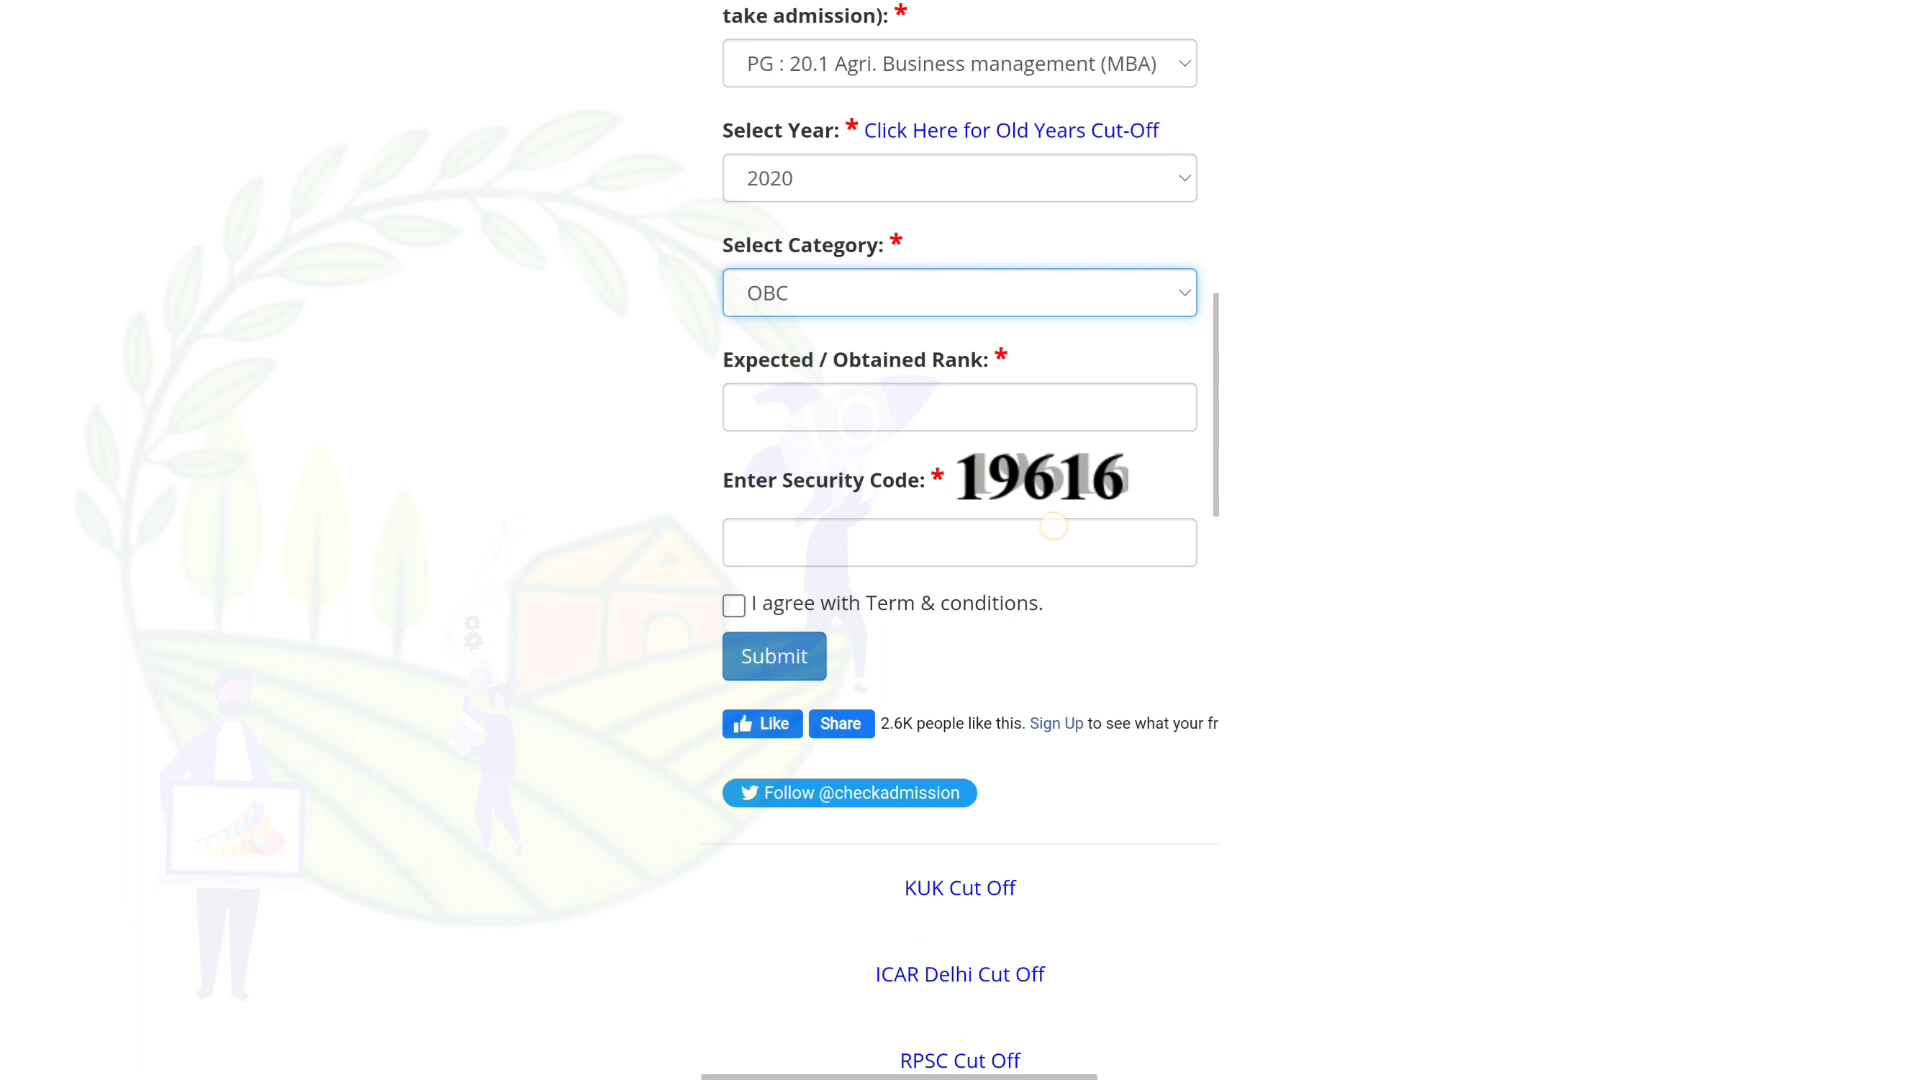 take admission): *
PG : 20.1 Agri. Business management (MBA)
Select Year: * Click Here for Old Years Cut-Off
2020
Select Category: *
OBC
Expected / Obtained Rank: *
Enter Security Code: * 19616
I agree with Term & conditions.
Submit
Like Share 2.6K people like this. Sign Up to see what your fr
Follow @checkadmission
KUK Cut Off
ICAR Delhi Cut Off
RPSC Cut Off